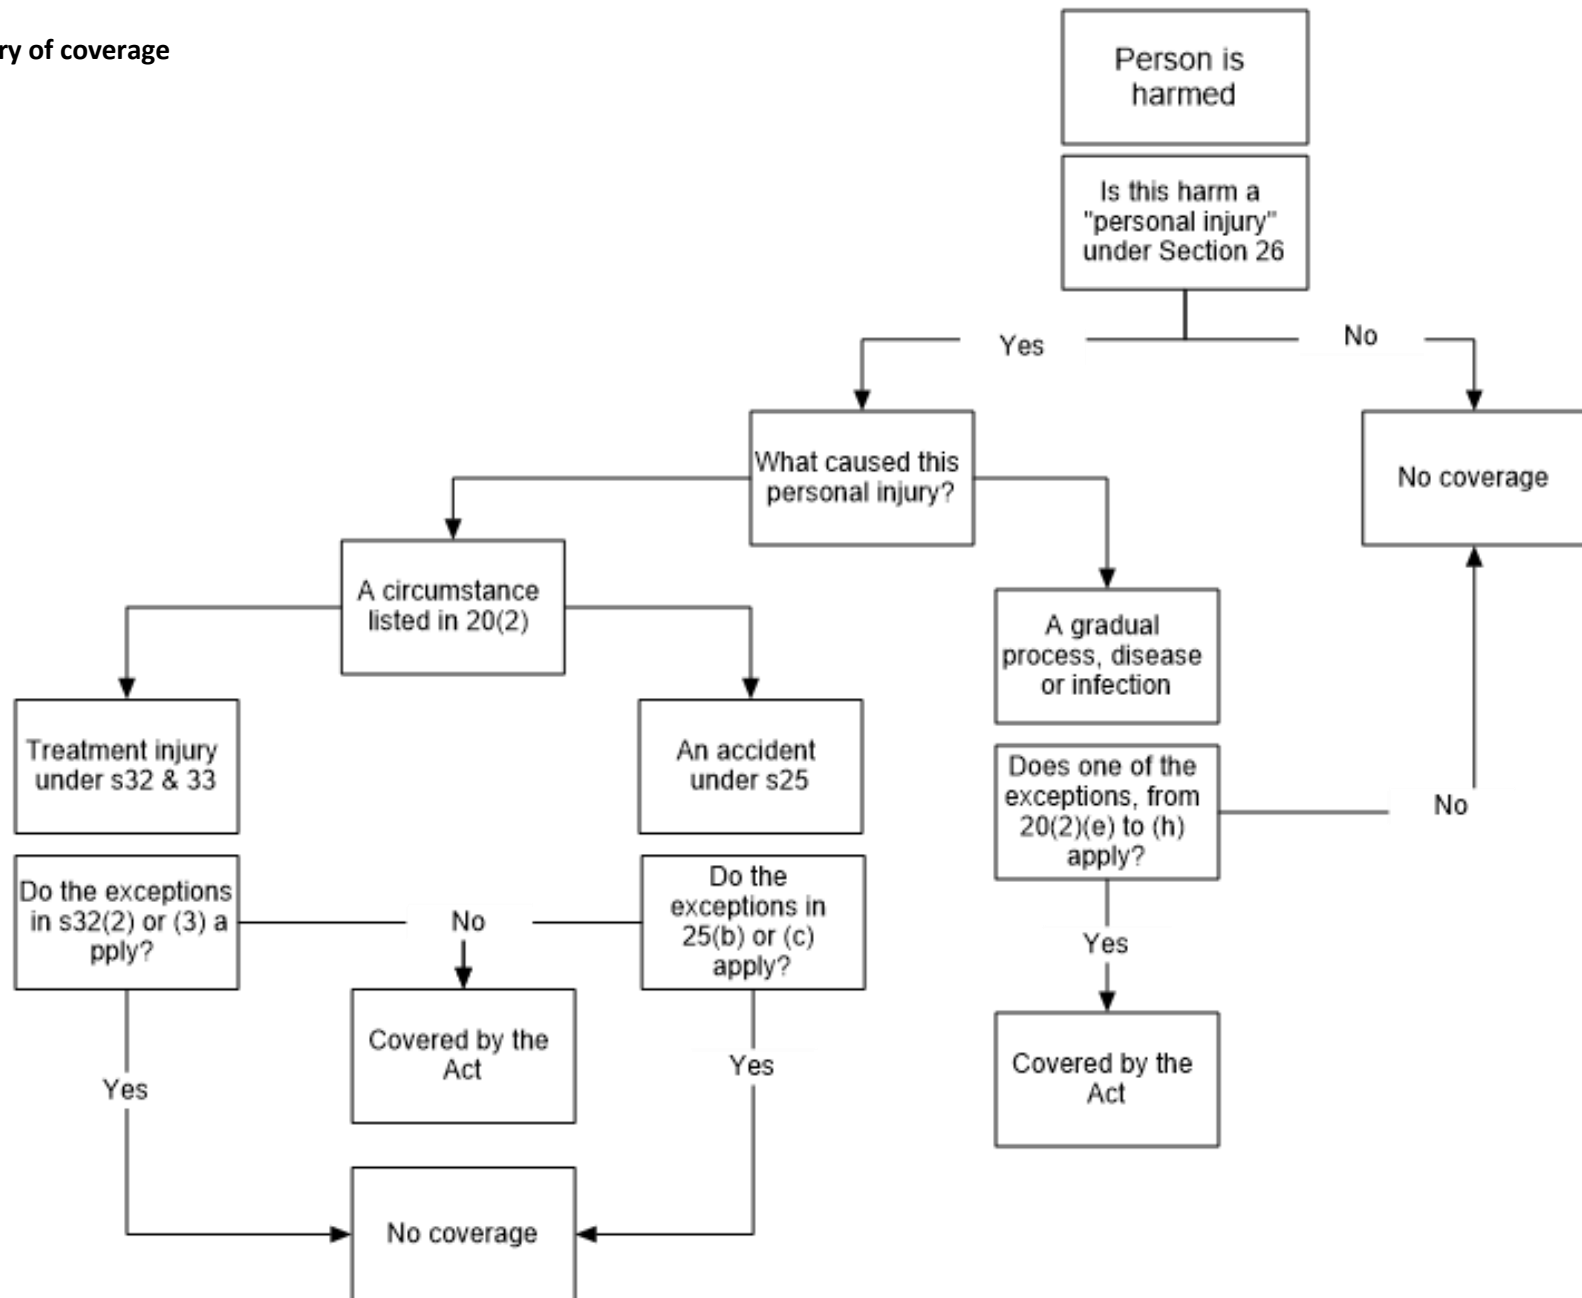 ry of coverage
Person is
harmed
Is this harm a
"personal injury"
under Section 26
Yes
No
What caused this
personal injury?
No coverage
A circumstance
listed in 20(2)
A gradual
process, disease
or infection
Treatment injury
under s32 & 33
An accident
under s25
Does one of the
exceptions, from
20(2)(e) to (h)
apply?
No
Do the exceptions
in s32(2) or (3) a
pply?
No
Do the
exceptions in
25(b) or (c)
apply?
Yes
Covered by the
Act
Covered by the
Act
Yes
Yes
No coverage